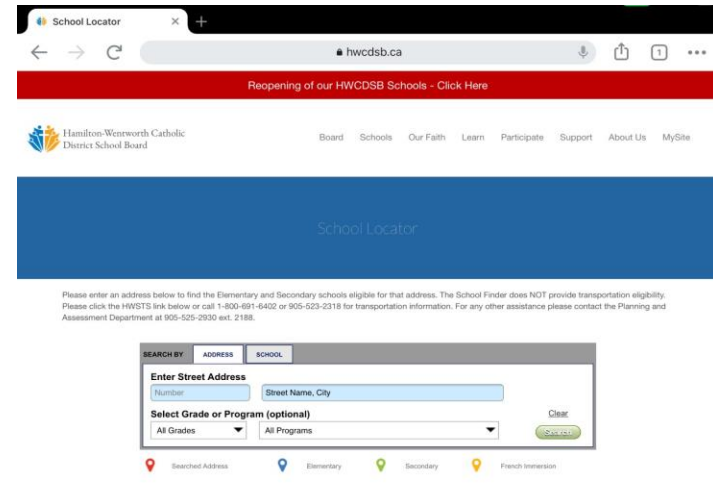 School Locator
hwcdsb.ca
1
Reopening of our HWCDSB Schools - Click Here
Hamilton-Wentworth Catholic
District School Board
Board Schools Our Faith Learn Participate Support About Us MySite
School Locator
Please enter an address below to find the Elementary and Secondary schools eligible for that address. The School Finder does NOT provide transportation eligibility.
Please click the HWSTS link below or call 1-800-691-6402 or 905-523-2318 for transportation information. For any other assistance please contact the Planning and
Assessment Department at 905-525-2930 ext. 2188.
SEARCH BY ADDRESS SCHOOL
Enter Street Address
Number Street Name, City
Select Grade or Program (optional) Clear
All Grades All Programs Search
Searched Address Elementary Secondary French Immersion